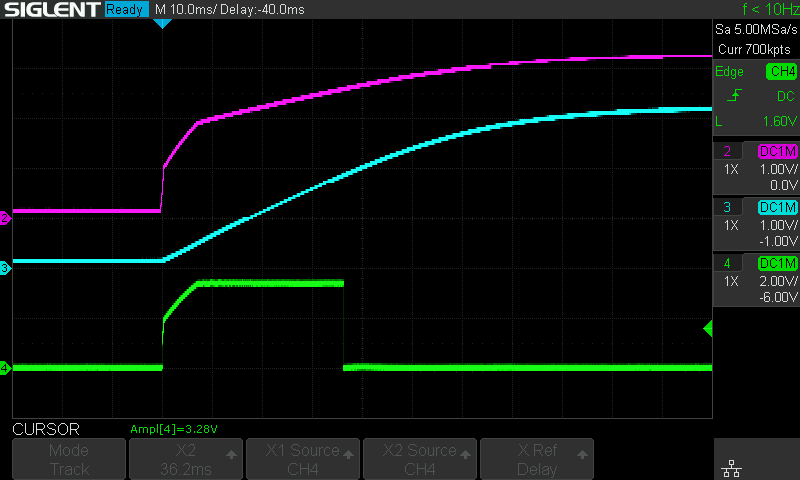 SIGLENT Ready M 10.0ms/ Delay:-40.0ms f < 10Hz
Sa 5.00MSa/s
Curr 700kpts
Edge CH4
DC
L 1.60V
2 DC1M
1X 1.00V/
0.0V
3 DC1M
1X 1.00V/
-1.00V
4 DC1M
1X 2.00V/
-6.00V
2
3
4
CURSOR Ampl[4]=3.28V
Mode X2 X1 Source X2 Source X Ref
Track 36.2ms CH4 CH4 Delay